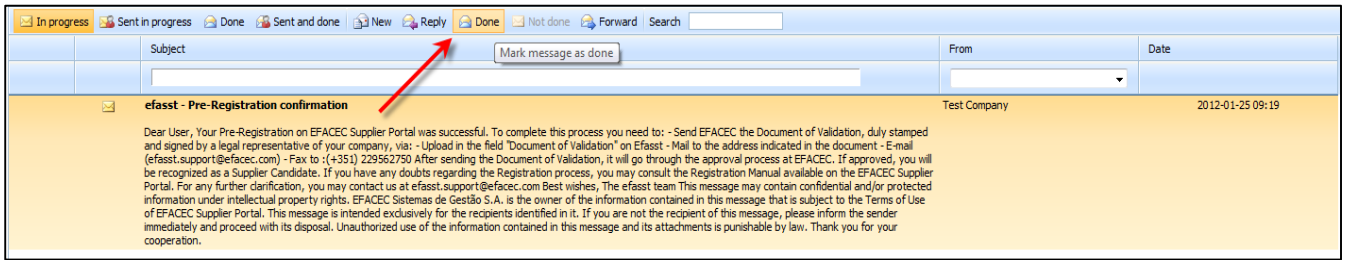 In progress Sent in progress Done Sent and done New Reply Done Not done Forward Search
Mark message as done
Subject From Date
efasst - Pre-Registration confirmation Test Company 2012-01-25 09:19
Dear User, Your Pre-Registration on EFACEC Supplier Portal was successful. To complete this process you need to: - Send EFACEC the Document of Validation, duly stamped
and signed by a legal representative of your company, via: - Upload in the field "Document of Validation" on Efasst - Mail to the address indicated in the document - E-mail
(efasst.support@efacec.com) - Fax to :(+351) 229562750 After sending the Document of Validation, it will go through the approval process at EFACEC. If approved, you will
be recognized as a Supplier Candidate. If you have any doubts regarding the Registration process, you may consult the Registration Manual available on the EFACEC Supplier
Portal. For any further clarification, you may contact us at efasst.support@efacec.com Best wishes, The efasst team This message may contain confidential and/or protected
information under intellectual property rights. EFACEC Sistemas de Gestão S.A. is the owner of the information contained in this message that is subject to the Terms of Use
of EFACEC Supplier Portal. This message is intended exclusively for the recipients identified in it. If you are not the recipient of this message, please inform the sender
immediately and proceed with its disposal. Unauthorized use of the information contained in this message and its attachments is punishable by law. Thank you for your
cooperation.